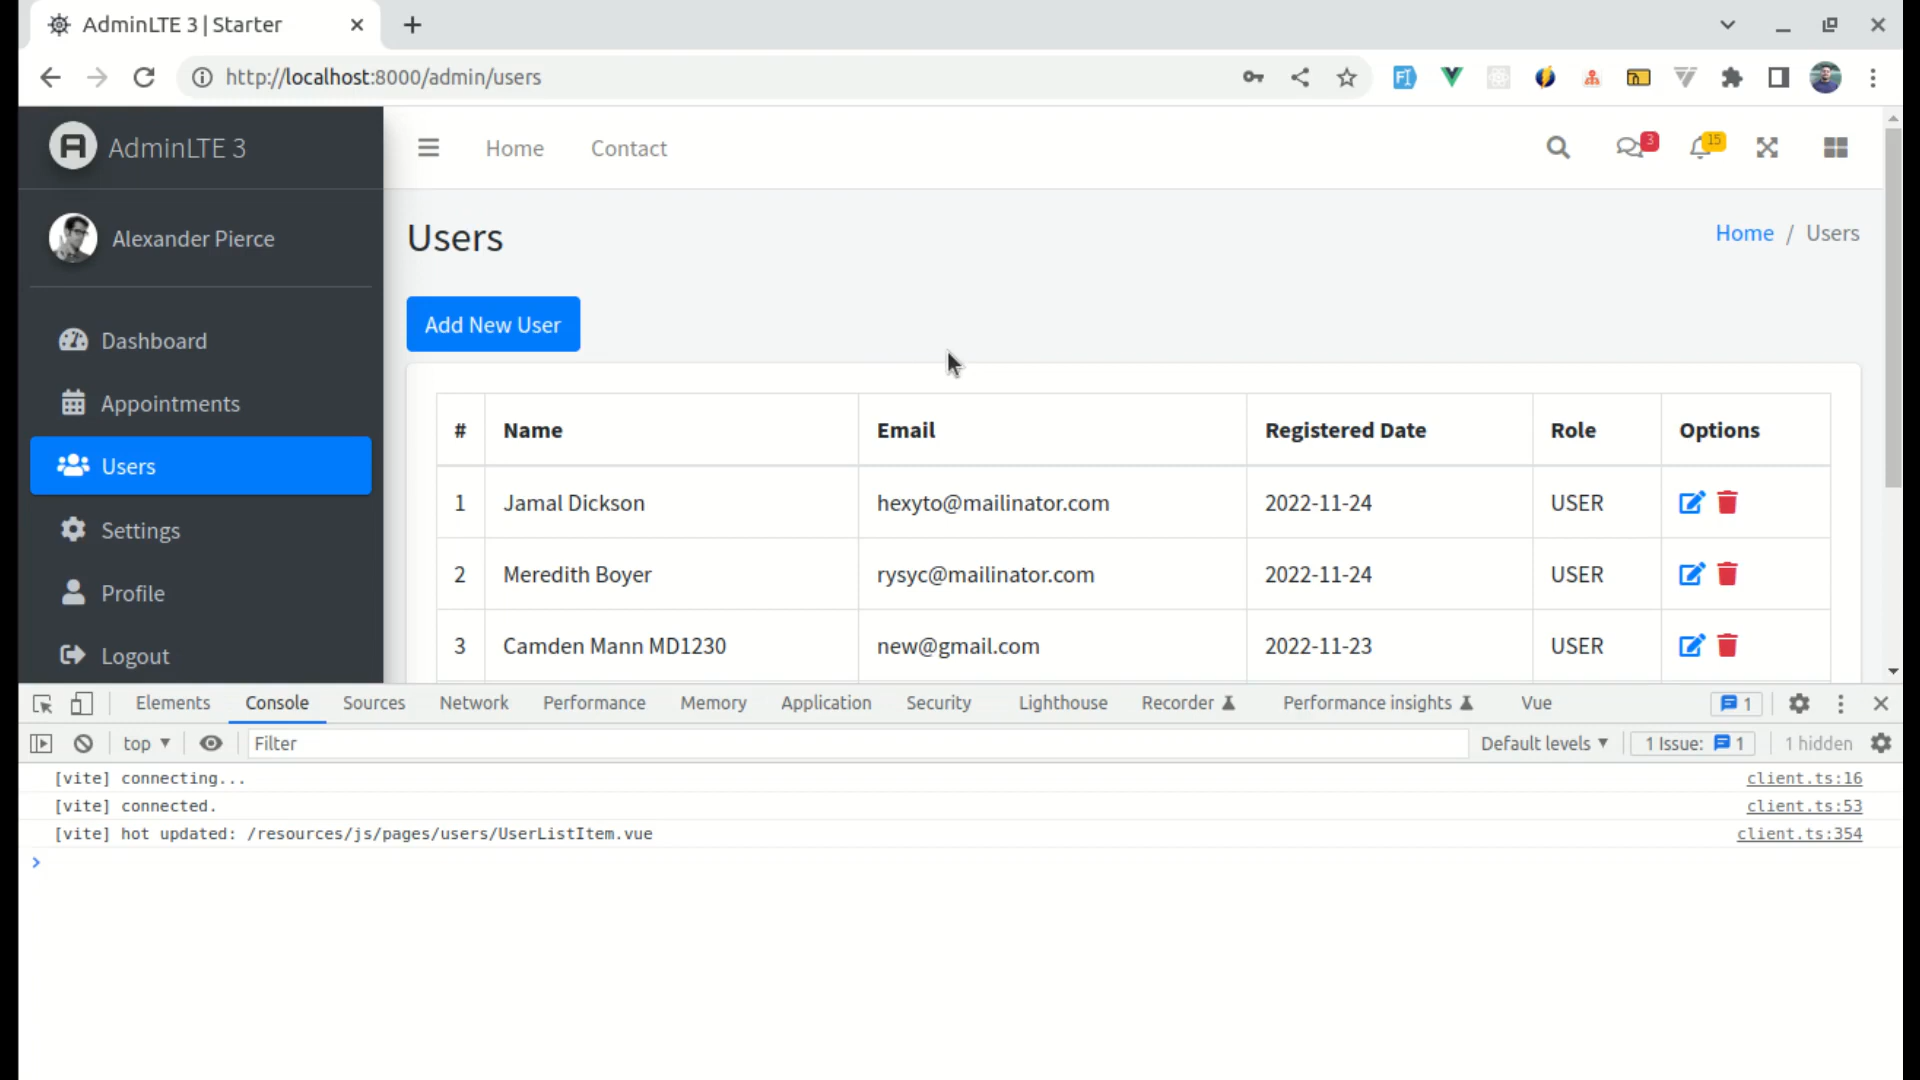 AdminLTE 3 | Starter
http://localhost:8000/admin/users
AdminLTE 3
Home
Contact
3
15
Alexander Pierce
Users
Home / Users
Add New User
Dashboard
Appointments
Users
Settings
Profile
Logout
# Name Email Registered Date Role Options
1 Jamal Dickson hexyto@mailinator.com 2022-11-24 USER
2 Meredith Boyer rysyc@mailinator.com 2022-11-24 USER
3 Camden Mann MD1230 new@gmail.com 2022-11-23 USER
Elements Console Sources Network Performance Memory Application Security Lighthouse Recorder Performance insights Vue 1
top Filter Default levels 1 Issue: 1 1 hidden
[vite] connecting... client.ts:16
[vite] connected. client.ts:53
[vite] hot updated: /resources/js/pages/users/UserListItem.vue client.ts:354